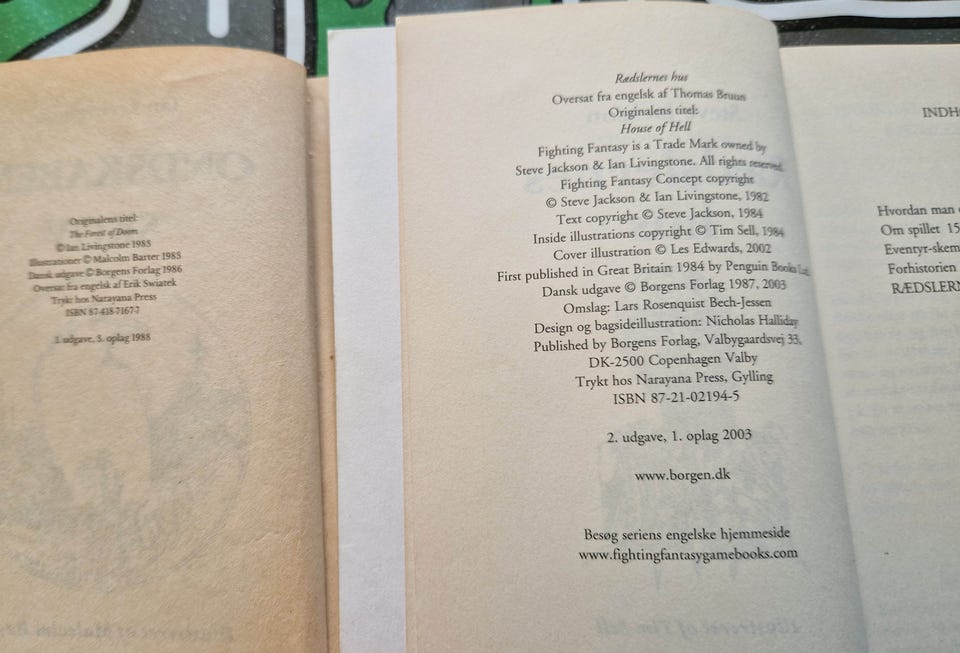 Originalens titel:
The Forest of Doom
© Ian Livingstone 1983
Illustrationer © Malcolm Barter 1983
Dansk udgave © Borgens Forlag 1986
Oversat fra engelsk af Erik Swiatek
Trykt hos Narayana Press
ISBN 87-418-7167-7
1. udgave, 3. oplag 1988
Rædslernes hus
Oversat fra engelsk af Thomas Bruun
Originalens titel:
House of Hell
Fighting Fantasy is a Trade Mark owned by
Steve Jackson & Ian Livingstone. All rights reserved.
Fighting Fantasy Concept copyright
© Steve Jackson & Ian Livingstone, 1982
Text copyright © Steve Jackson, 1984
Inside illustrations copyright © Tim Sell, 1984
Cover illustration © Les Edwards, 2002
First published in Great Britain 1984 by Penguin Books Ltd.
Dansk udgave © Borgens Forlag 1987, 2003
Omslag: Lars Rosenquist Bech-Jessen
Design og bagsideillustration: Nicholas Halliday
Published by Borgens Forlag, Valbygaardsvej 33,
DK-2500 Copenhagen Valby
Trykt hos Narayana Press, Gylling
ISBN 87-21-02194-5
2. udgave, 1. oplag 2003
www.borgen.dk
Besøg seriens engelske hjemmeside
www.fightingfantasygamebooks.com
INDH
Hvordan man
Om spillet 15
Eventyr-skem
Forhistorien
RÆDSLERN